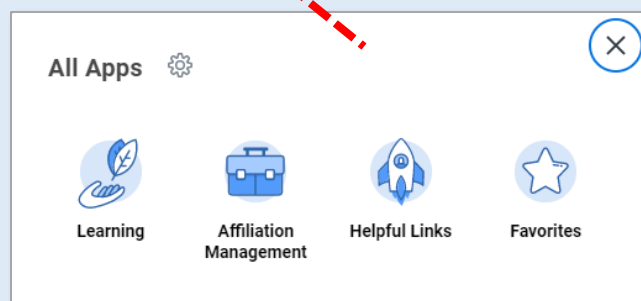 All Apps
Learning
Affiliation
Management
Helpful Links
Favorites